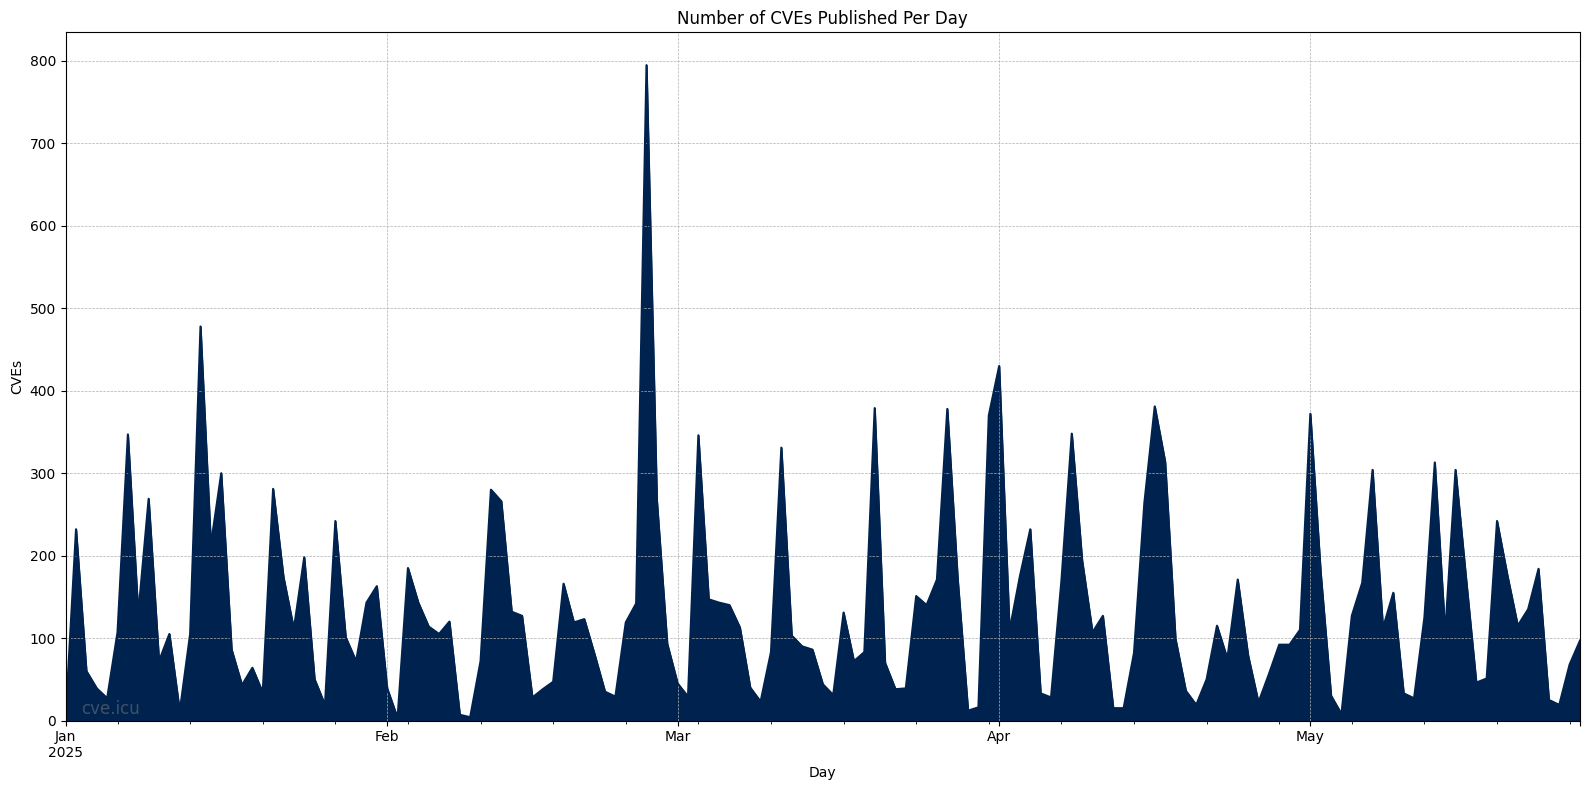 Number of CVEs Published Per Day
800
700
600
500
400
300
200
100
0
CVEs
cve.icu
Jan
2025
Feb
Mar
Apr
May
Day